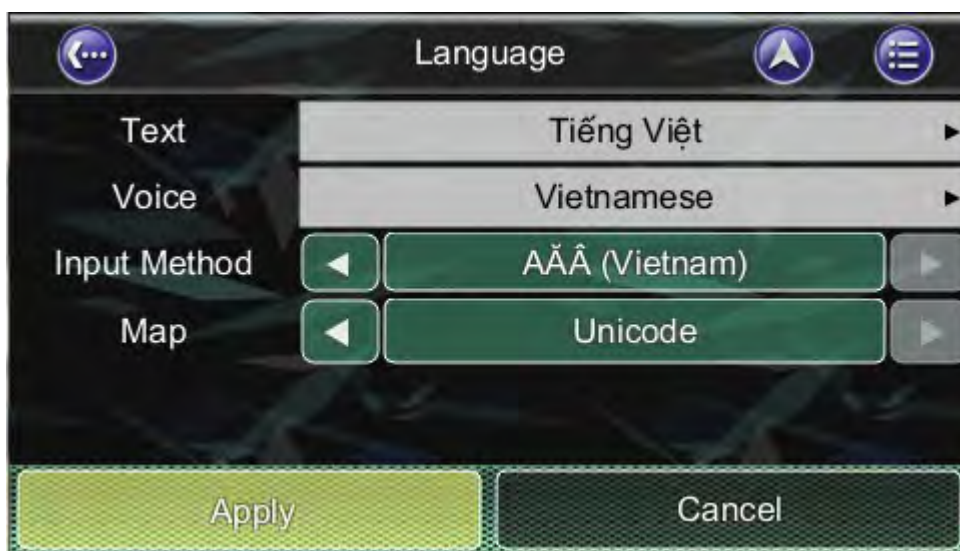 Language
Text Tiếng Việt
Voice Vietnamese
Input Method AĂÂ (Vietnam)
Map Unicode
Apply Cancel